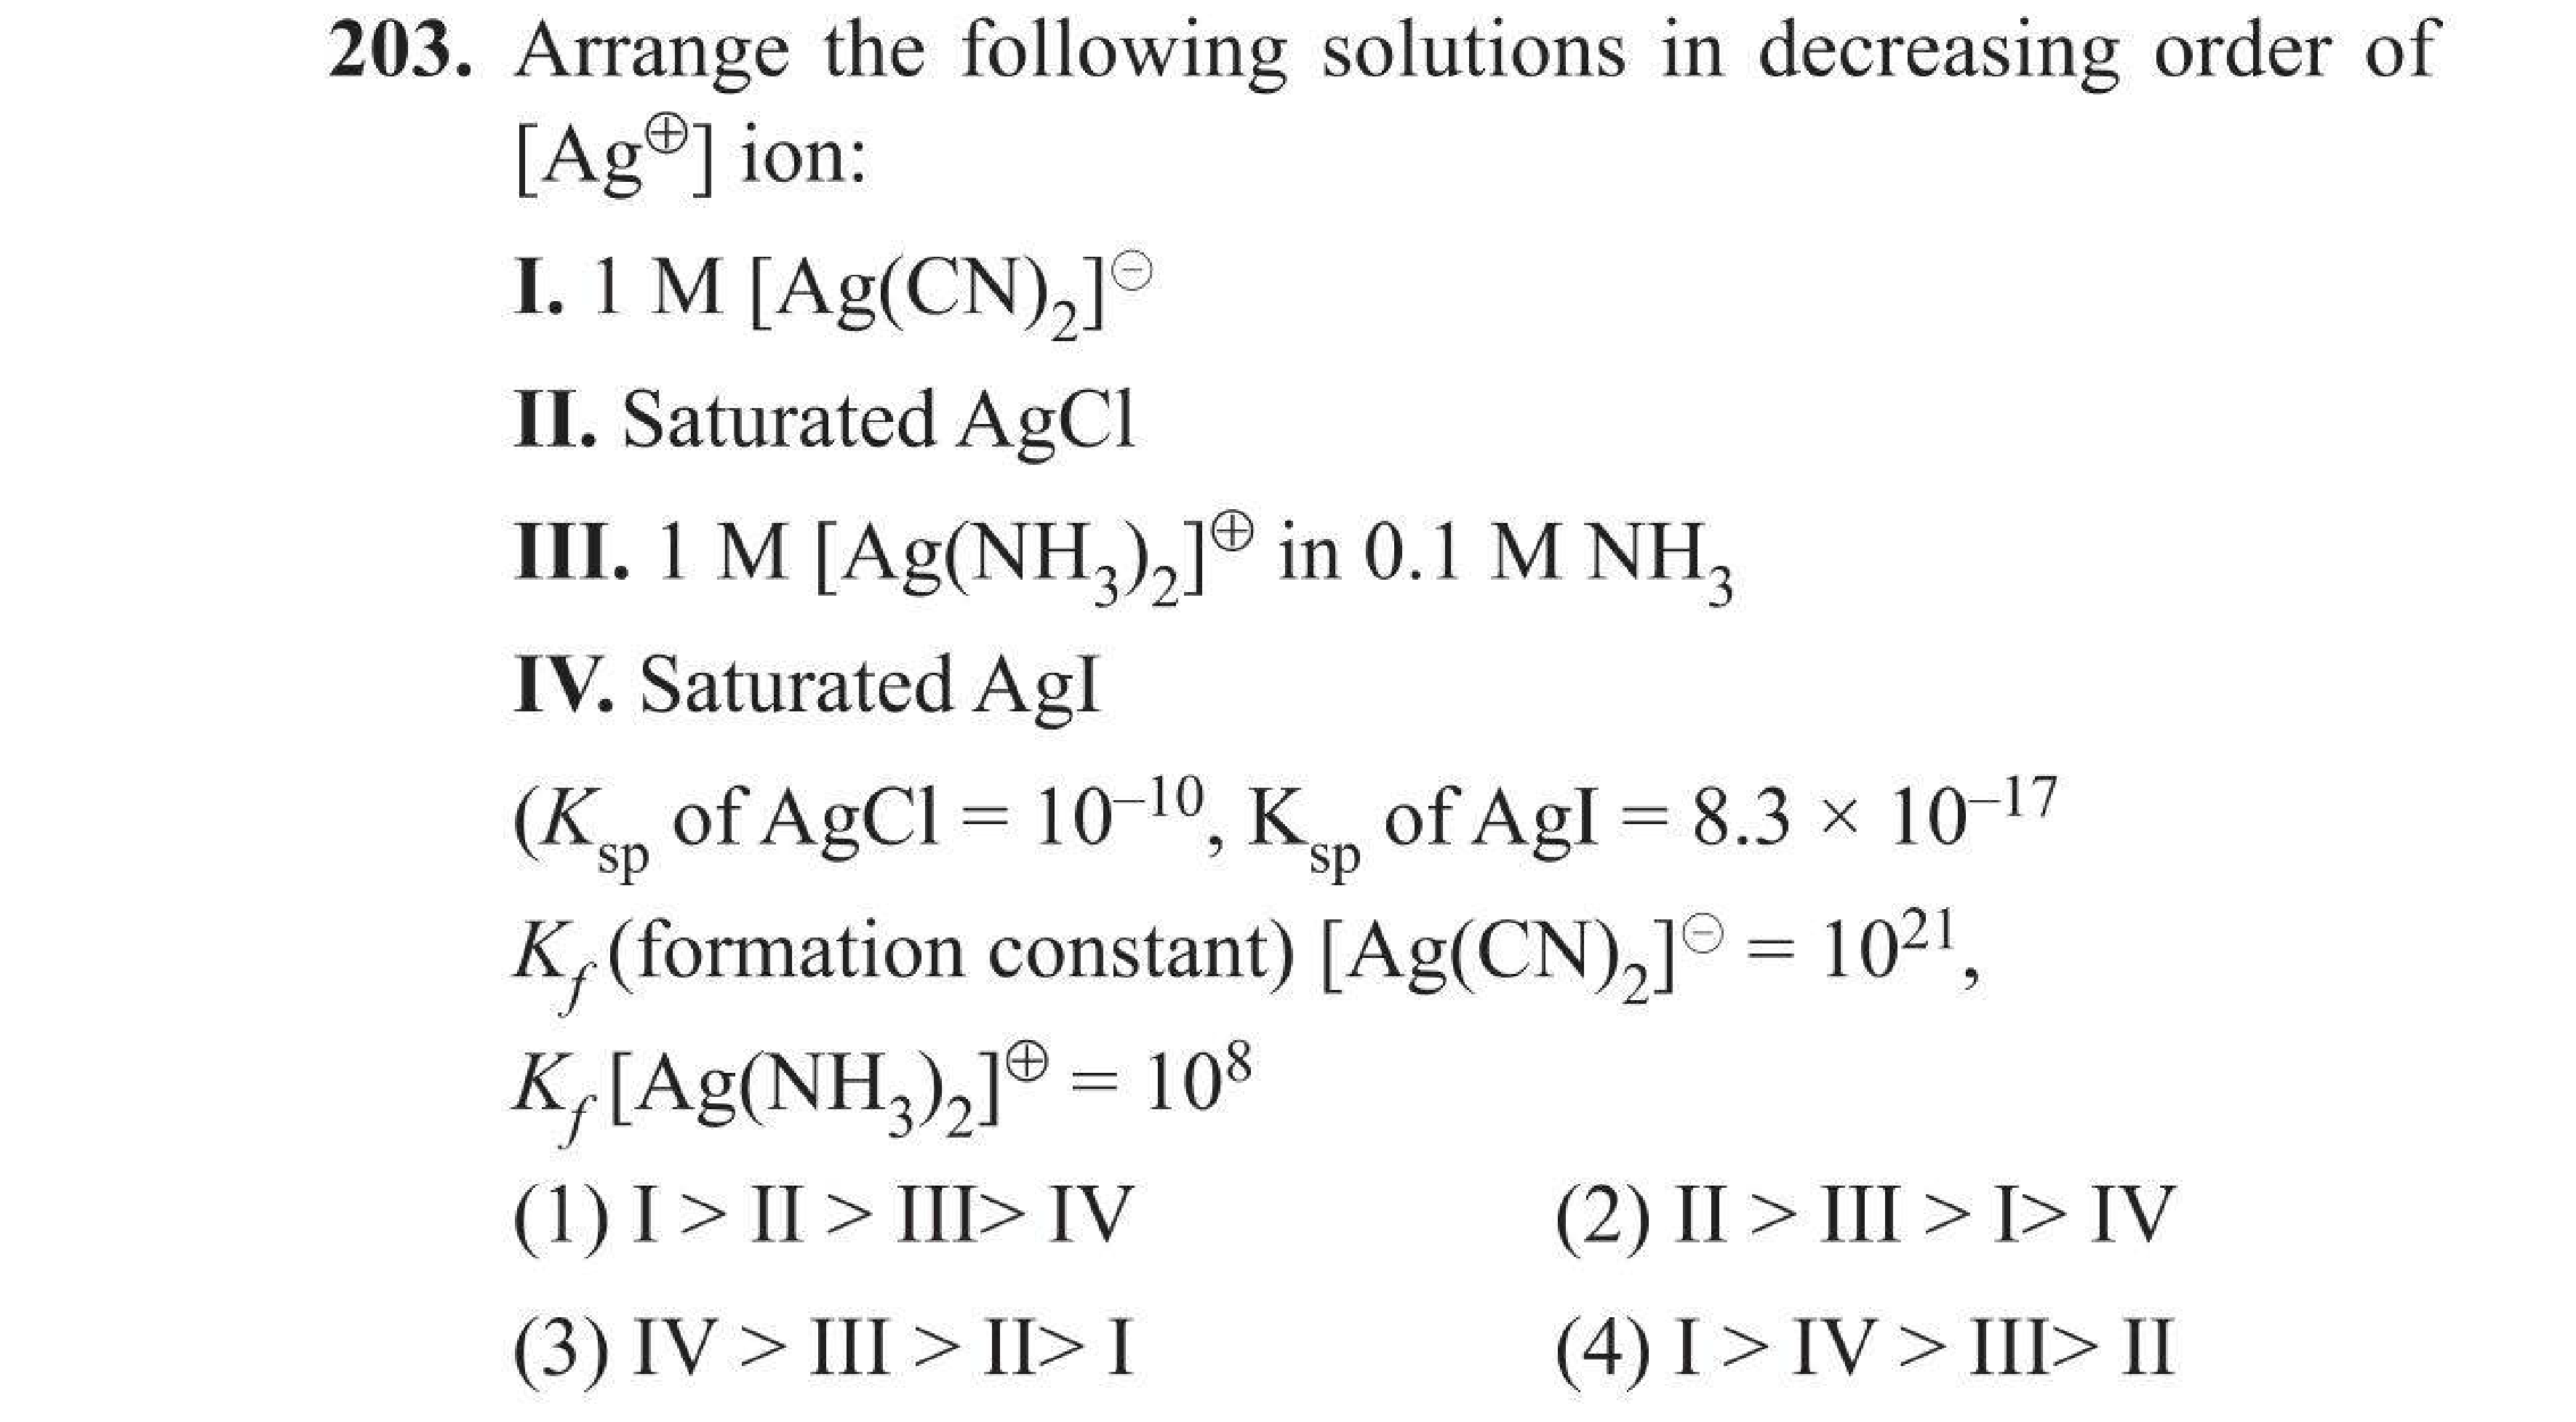 203. Arrange the following solutions in decreasing order of
[Ag⊕] ion:
I. 1 M [Ag(CN)₂]⊖
II. Saturated AgCl
III. 1 M [Ag(NH₃)₂]⊕ in 0.1 M NH₃
IV. Saturated AgI
(Kₛₚ of AgCl = 10⁻¹⁰, Kₛₚ of AgI = 8.3 × 10⁻¹⁷
K_f (formation constant) [Ag(CN)₂]⊖ = 10²¹,
K_f [Ag(NH₃)₂]⊕ = 10⁸
(1) I > II > III> IV (2) II > III > I> IV
(3) IV > III > II> I (4) I > IV > III> II